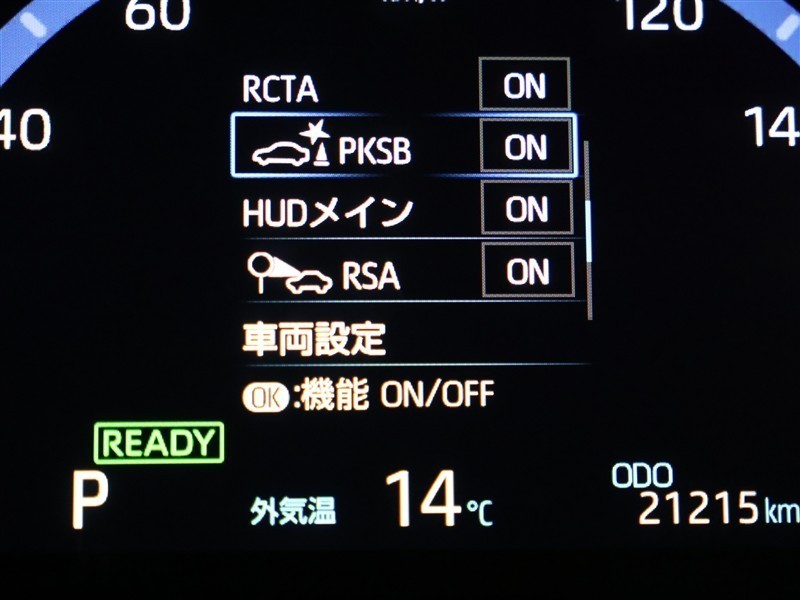 60 120
40 14
RCTA ON
PKSB ON
HUDメイン ON
RSA ON
車両設定
OK:機能 ON/OFF
READY
P 外気温 14℃ ODO 21215km